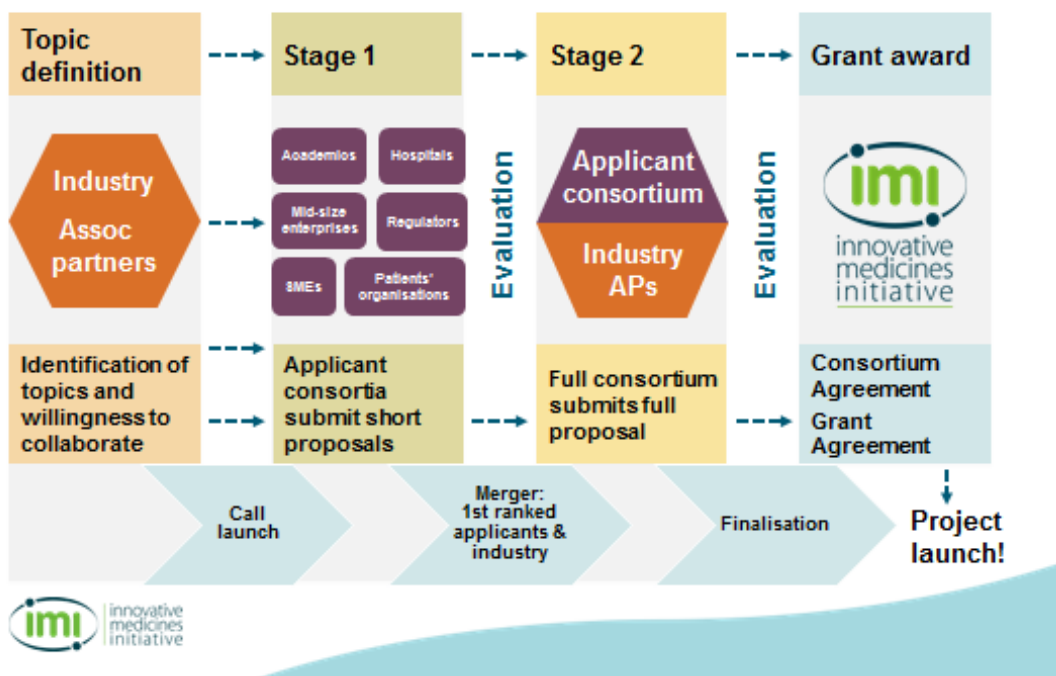 Topic
definition
Stage 1
Stage 2
Grant award
Industry
Assoc
partners
Academics
Hospitals
Mid-size
enterprises
Regulators
SMEs
Patients'
organisations
Evaluation
Applicant
consortium
Industry
APs
Evaluation
imi
innovative
medicines
initiative
Identification of
topics and
willingness to
collaborate
Applicant
consortia
submit short
proposals
Full consortium
submits full
proposal
Consortium
Agreement
Grant
Agreement
Call
launch
Merger:
1st ranked
applicants &
industry
Finalisation
Project
launch!
imi
innovative
medicines
initiative